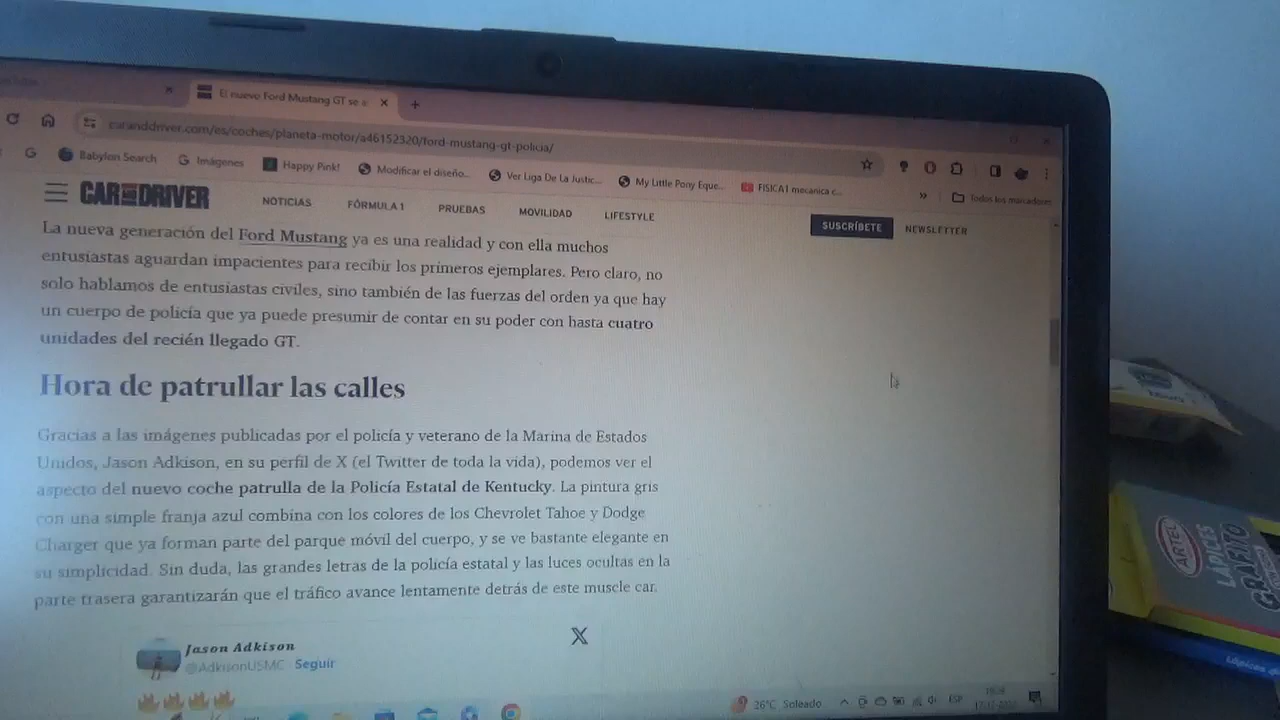 El nuevo Ford Mustang GT se
caranddriver.com/es/coches/planeta-motor/a46152320/ford-mustang-gt-policia/
Babylon Search
Imágenes
Happy Pink!
Modificar el diseño...
Ver Liga De La Justic...
My Little Pony Eque...
FISICA1 mecanica c...
Todos los marcadores
CAR AND DRIVER
NOTICIAS
FÓRMULA 1
PRUEBAS
MOVILIDAD
LIFESTYLE
SUSCRÍBETE
NEWSLETTER
La nueva generación del Ford Mustang ya es una realidad y con ella muchos
entusiastas aguardan impacientes para recibir los primeros ejemplares. Pero claro, no
solo hablamos de entusiastas civiles, sino también de las fuerzas del orden ya que hay
un cuerpo de policía que ya puede presumir de contar en su poder con hasta cuatro
unidades del recién llegado GT.
Hora de patrullar las calles
Gracias a las imágenes publicadas por el policía y veterano de la Marina de Estados
Unidos, Jason Adkison, en su perfil de X (el Twitter de toda la vida), podemos ver el
aspecto del nuevo coche patrulla de la Policía Estatal de Kentucky. La pintura gris
con una simple franja azul combina con los colores de los Chevrolet Tahoe y Dodge
Charger que ya forman parte del parque móvil del cuerpo, y se ve bastante elegante en
su simplicidad. Sin duda, las grandes letras de la policía estatal y las luces ocultas en la
parte trasera garantizarán que el tráfico avance lentamente detrás de este muscle car.
Jason Adkison
@AdkisonUSMC Seguir
26°C Soleado
ESP
ARTEL
LÁPICES
GRAFITO